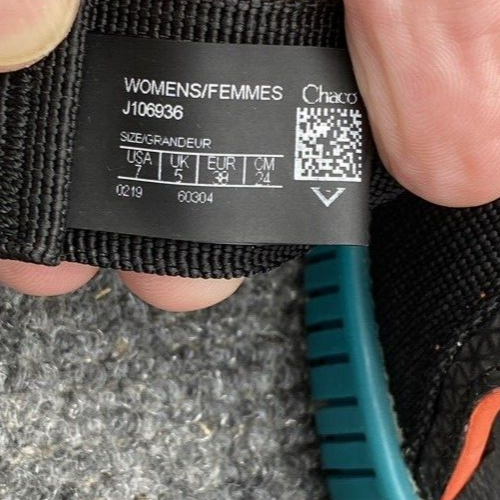 WOMENS/FEMMES Chaco
J106936
SIZE/GRANDEUR
USA UK EUR CM
7 5 38 24
0219 60304